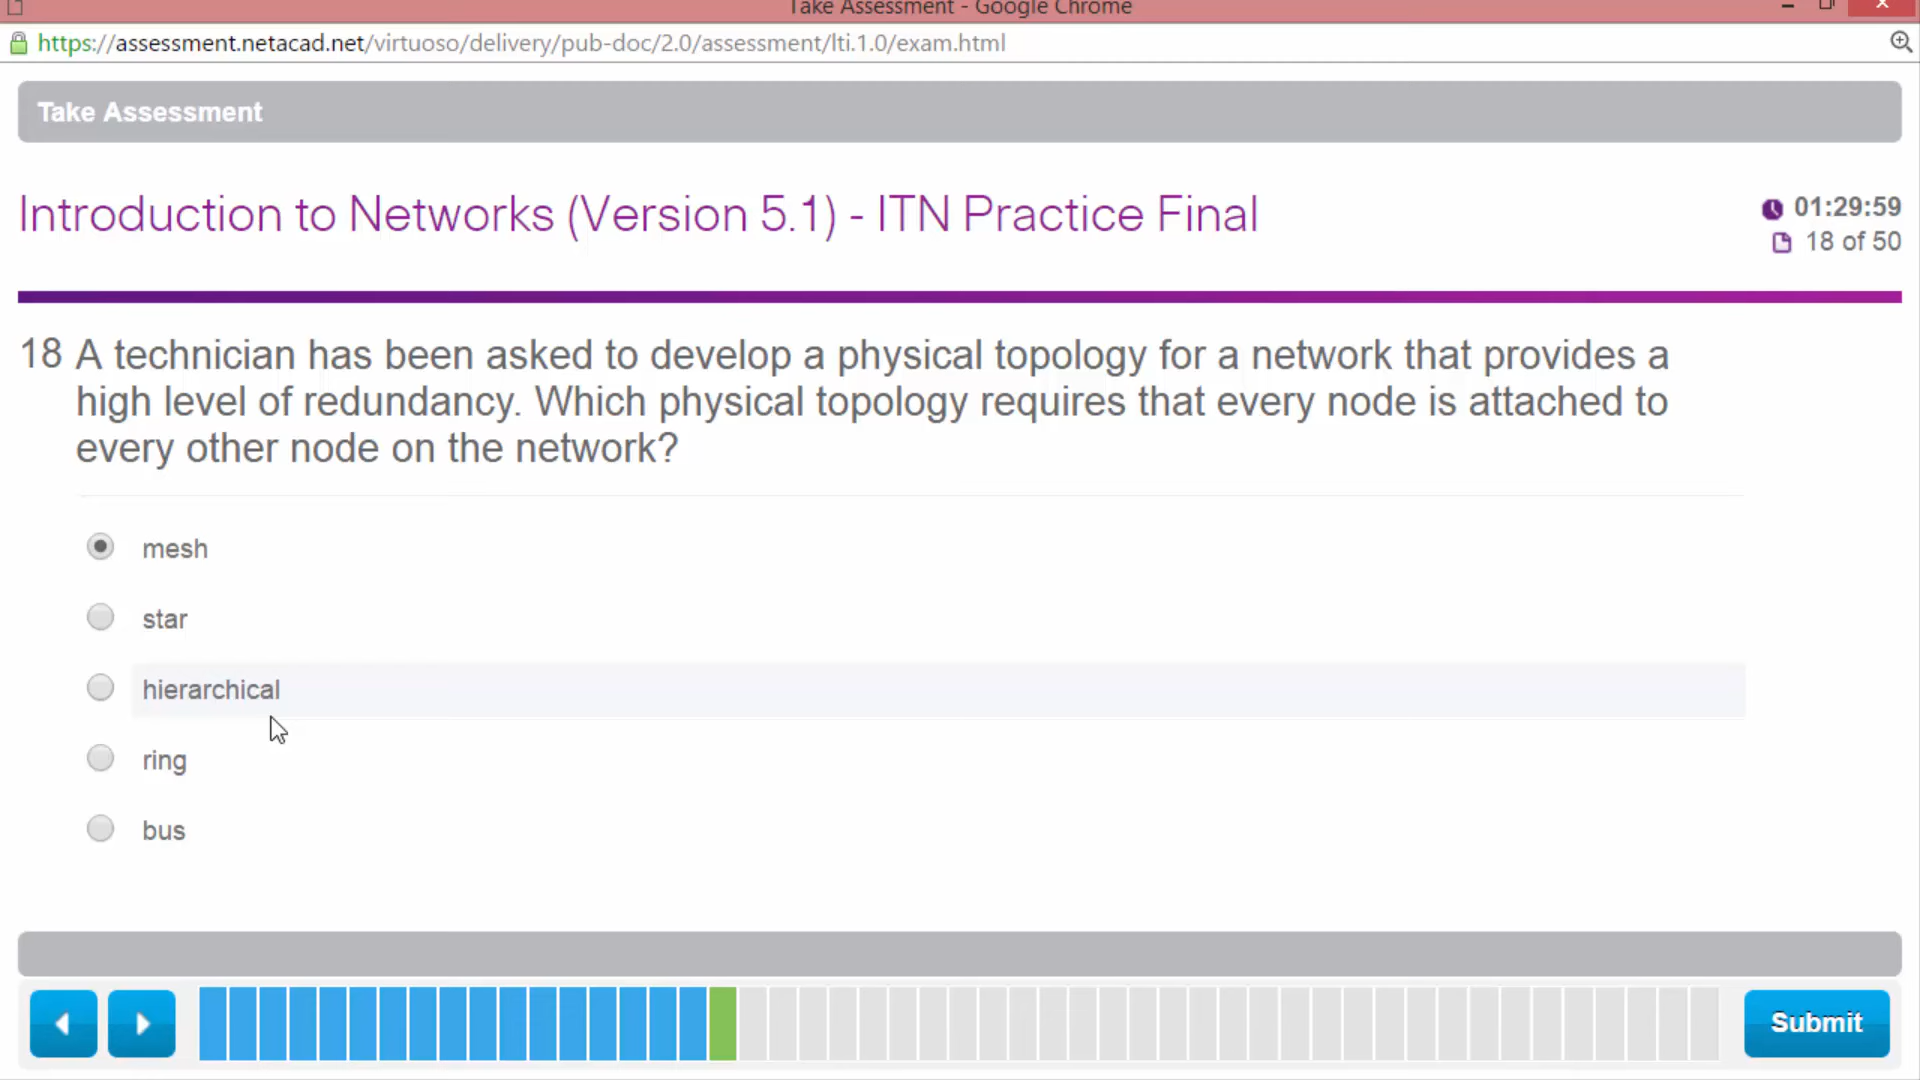 Take Assessment - Google Chrome
https://assessment.netacad.net/virtuoso/delivery/pub-doc/2.0/assessment/lti.1.0/exam.html
Take Assessment
Introduction to Networks (Version 5.1) - ITN Practice Final
01:29:59
18 of 50
18 A technician has been asked to develop a physical topology for a network that provides a
high level of redundancy. Which physical topology requires that every node is attached to
every other node on the network?
mesh
star
hierarchical
ring
bus
Submit